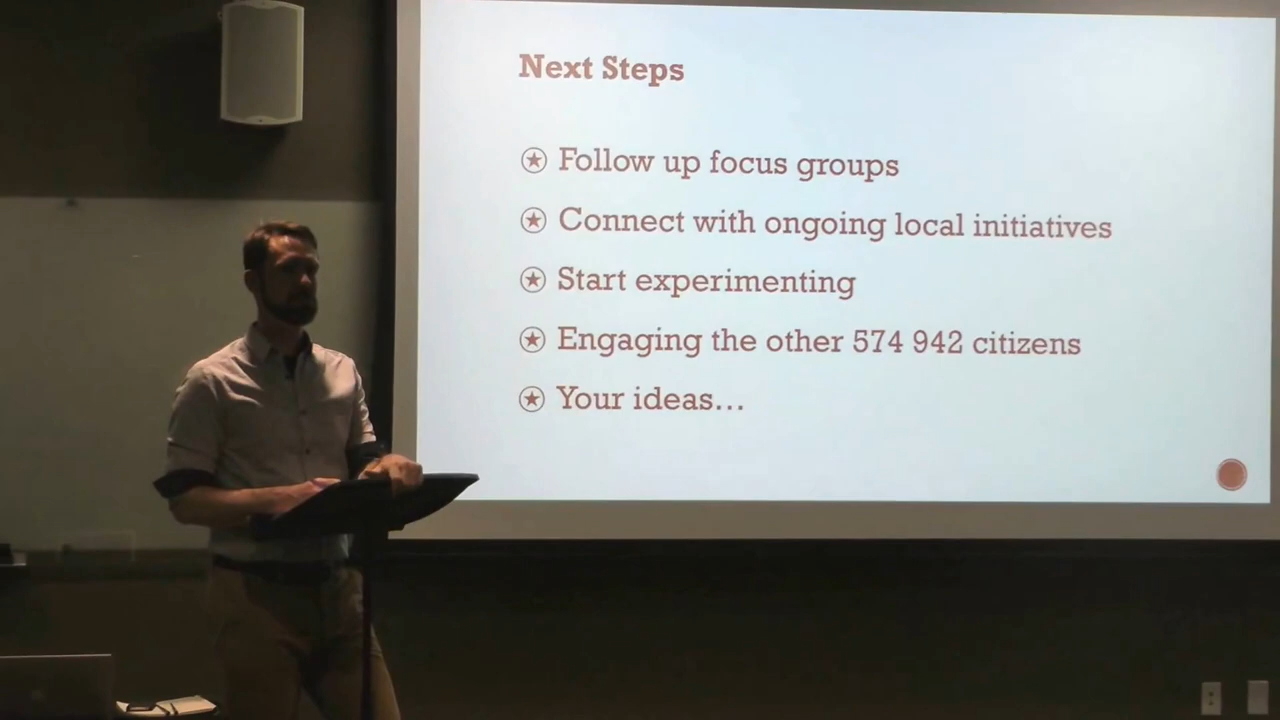 Next Steps
Follow up focus groups
Connect with ongoing local initiatives
Start experimenting
Engaging the other 574 942 citizens
Your ideas...